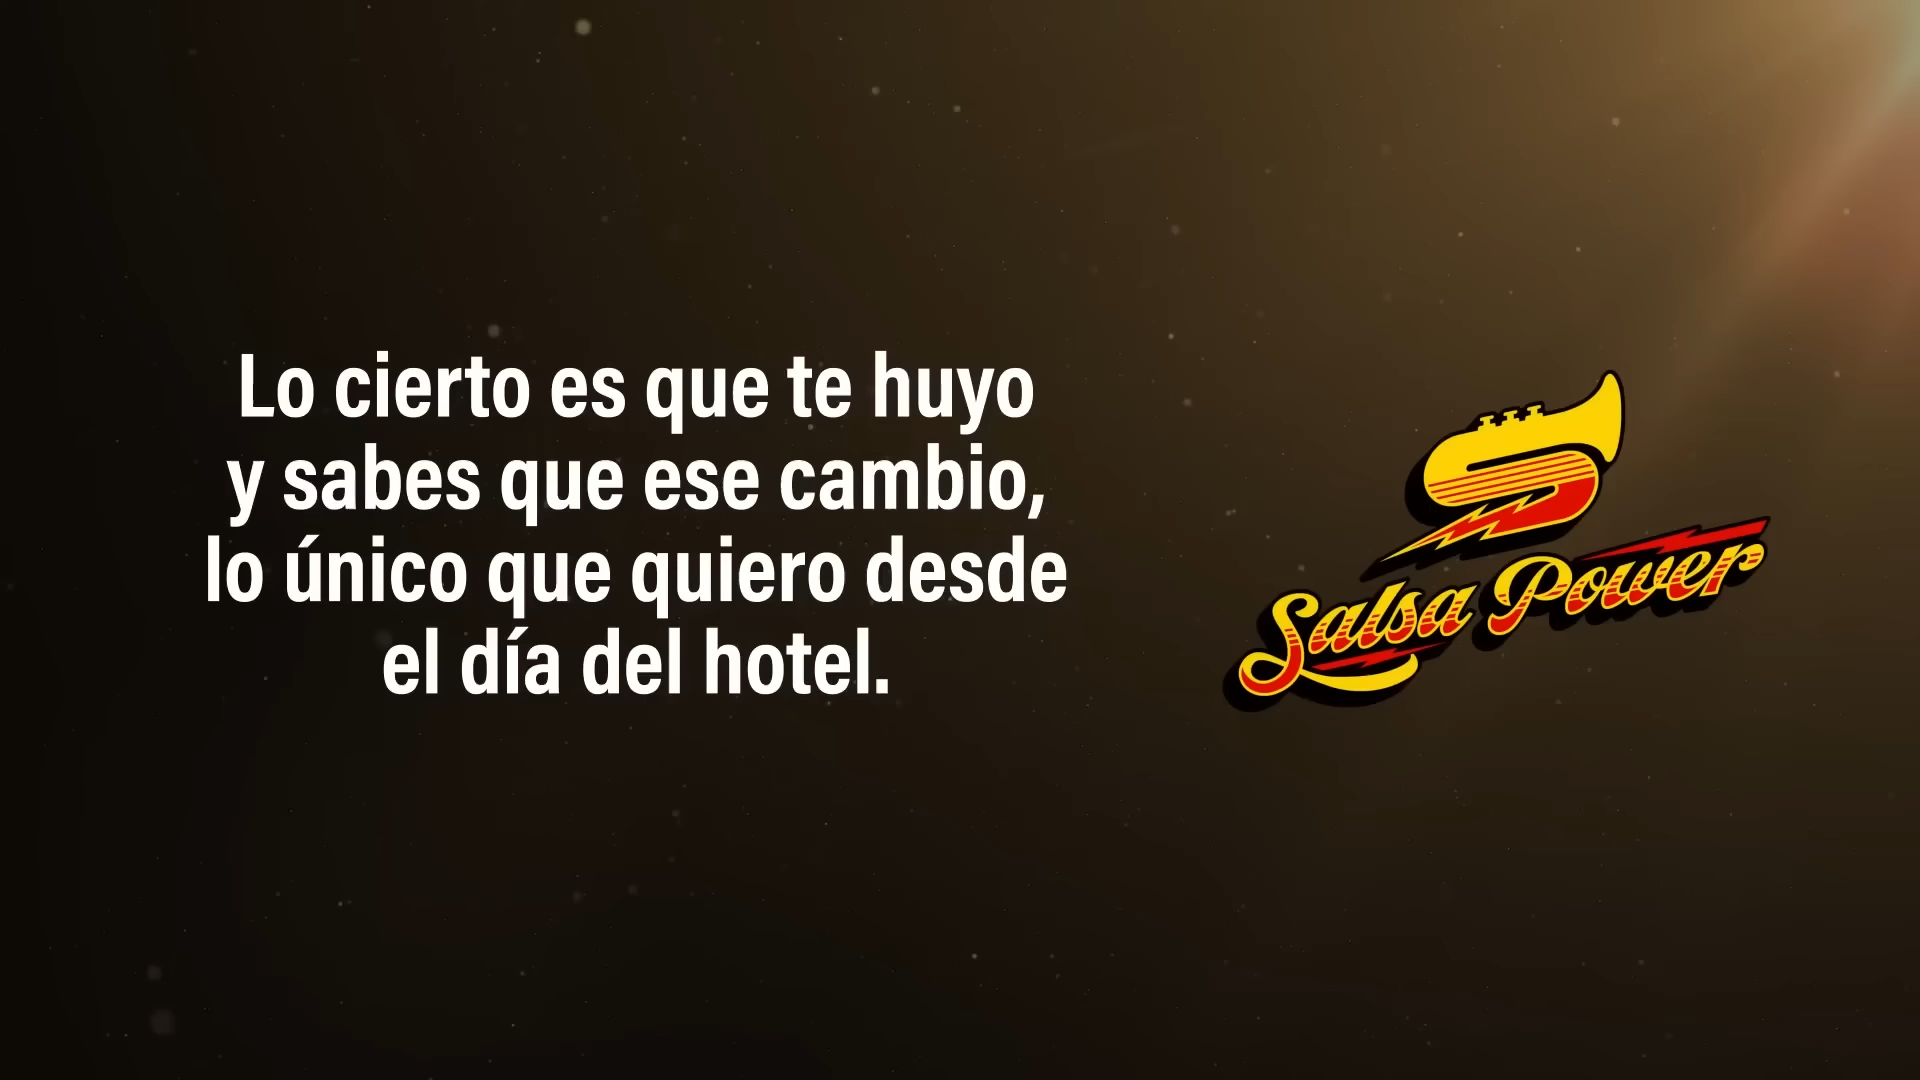 Lo cierto es que te huyo
y sabes que ese cambio,
lo único que quiero desde
el día del hotel.
Salsa Power